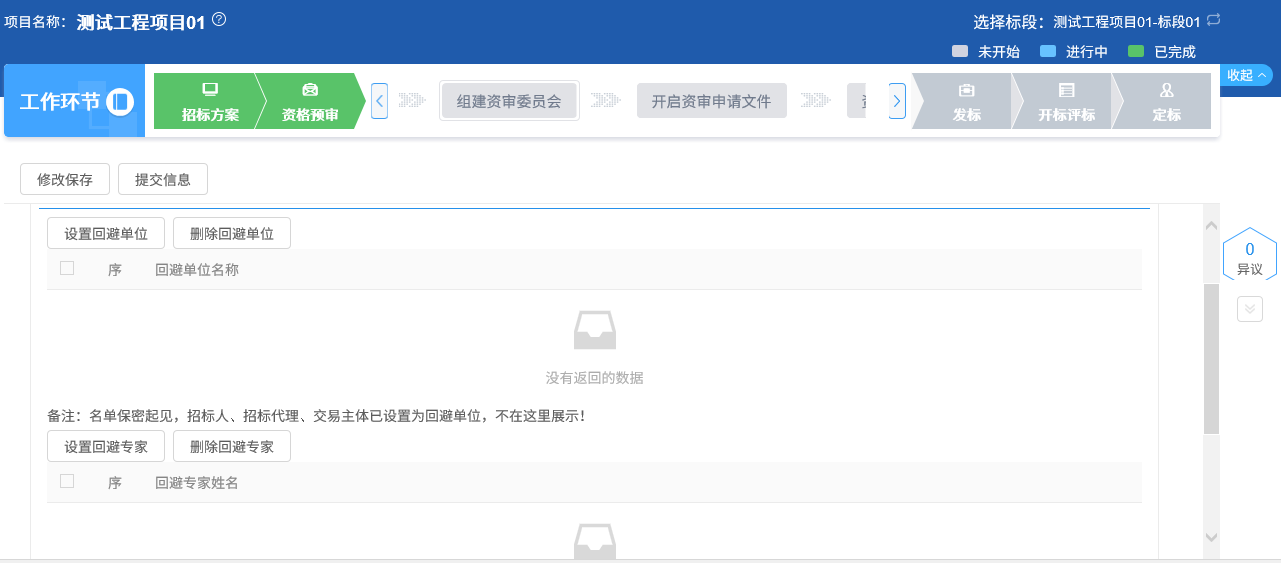 项目名称： 测试工程项目01
选择标段：测试工程项目01-标段01
未开始 进行中 已完成
收起
工作环节
招标方案 资格预审 组建资审委员会 开启资审申请文件 发标 开标评标 定标
修改保存 提交信息
设置回避单位 删除回避单位
序 回避单位名称
没有返回的数据
备注：名单保密起见，招标人、招标代理、交易主体已设置为回避单位，不在这里展示！
设置回避专家 删除回避专家
序 回避专家姓名
0
异议